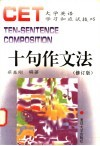 CET
大学英语
学习和应试技巧
TEN-SENTENCE
COMPOSITION
十句作文法
(修订版)